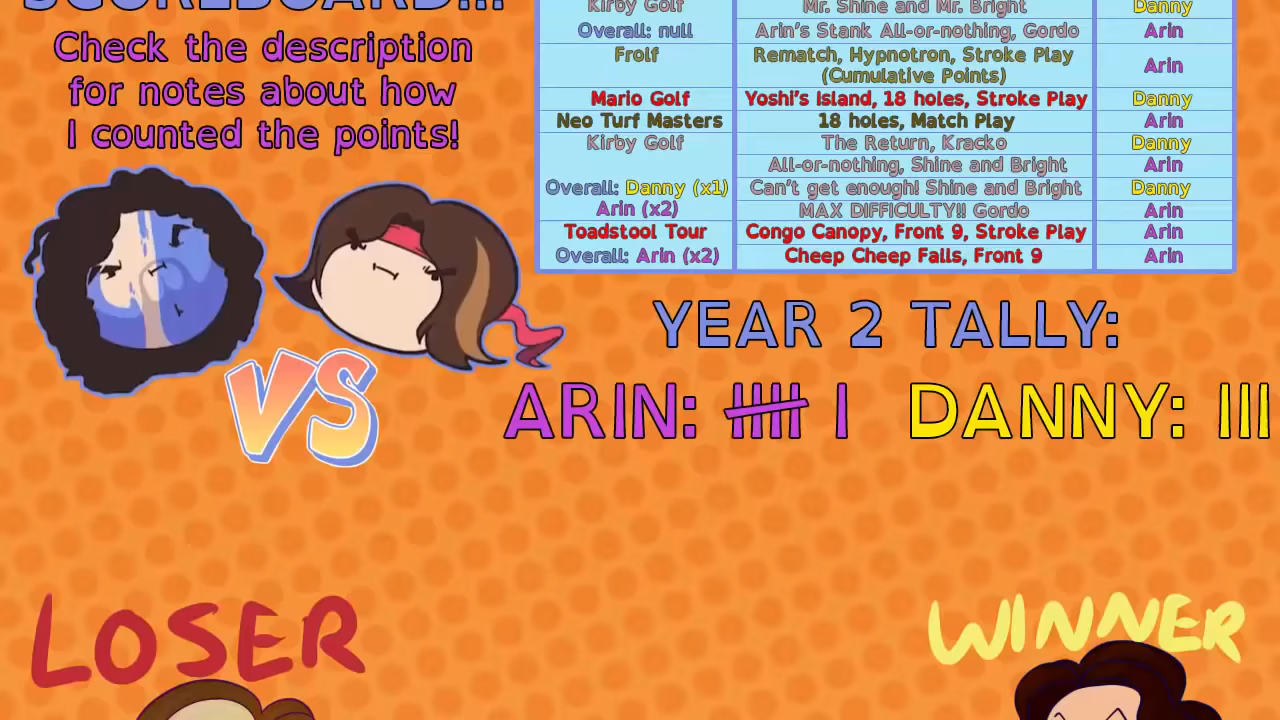 SCOREBOARD!!!
Check the description
for notes about how
I counted the points!
Kirby Golf Mr. Shine and Mr. Bright Danny
Overall: null Arin's Stank All-or-nothing, Gordo Arin
Frolf Rematch, Hypnotron, Stroke Play (Cumulative Points) Arin
Mario Golf Yoshi's Island, 18 holes, Stroke Play Danny
Neo Turf Masters 18 holes, Match Play Arin
Kirby Golf The Return, Kracko Danny
All-or-nothing, Shine and Bright Arin
Overall: Danny (x1) Can't get enough! Shine and Bright Danny
Arin (x2) MAX DIFFICULTY!! Gordo Arin
Toadstool Tour Congo Canopy, Front 9, Stroke Play Arin
Overall: Arin (x2) Cheep Cheep Falls, Front 9 Arin
VS
YEAR 2 TALLY:
ARIN: IIII I DANNY: III
LOSER
WINNER